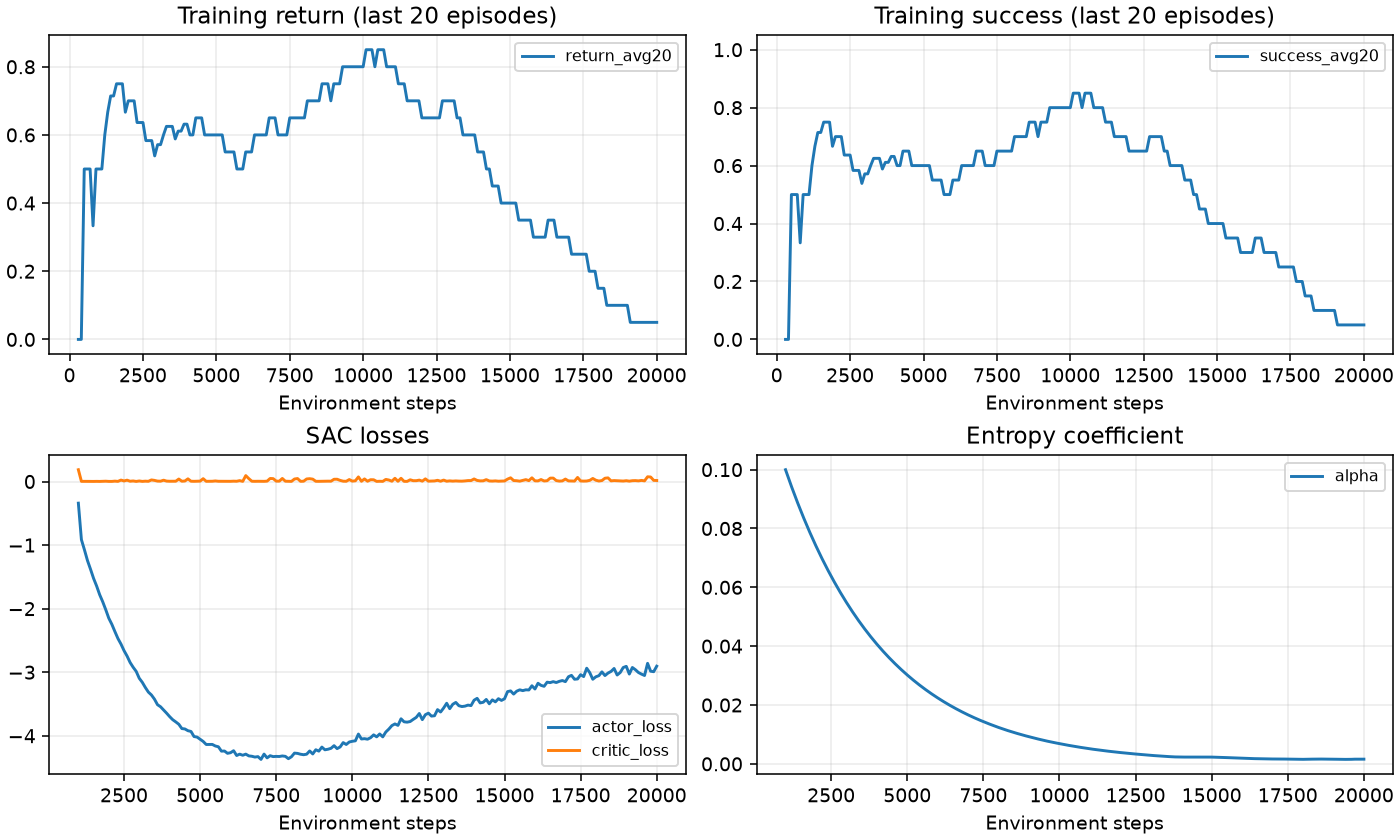 Training return (last 20 episodes)
return_avg20
0.8
0.6
0.4
0.2
0.0
0 2500 5000 7500 10000 12500 15000 17500 20000
Environment steps
Training success (last 20 episodes)
success_avg20
1.0
0.8
0.6
0.4
0.2
0.0
0 2500 5000 7500 10000 12500 15000 17500 20000
Environment steps
SAC losses
0
−1
−2
−3
−4
actor_loss
critic_loss
2500 5000 7500 10000 12500 15000 17500 20000
Environment steps
Entropy coefficient
alpha
0.10
0.08
0.06
0.04
0.02
0.00
2500 5000 7500 10000 12500 15000 17500 20000
Environment steps